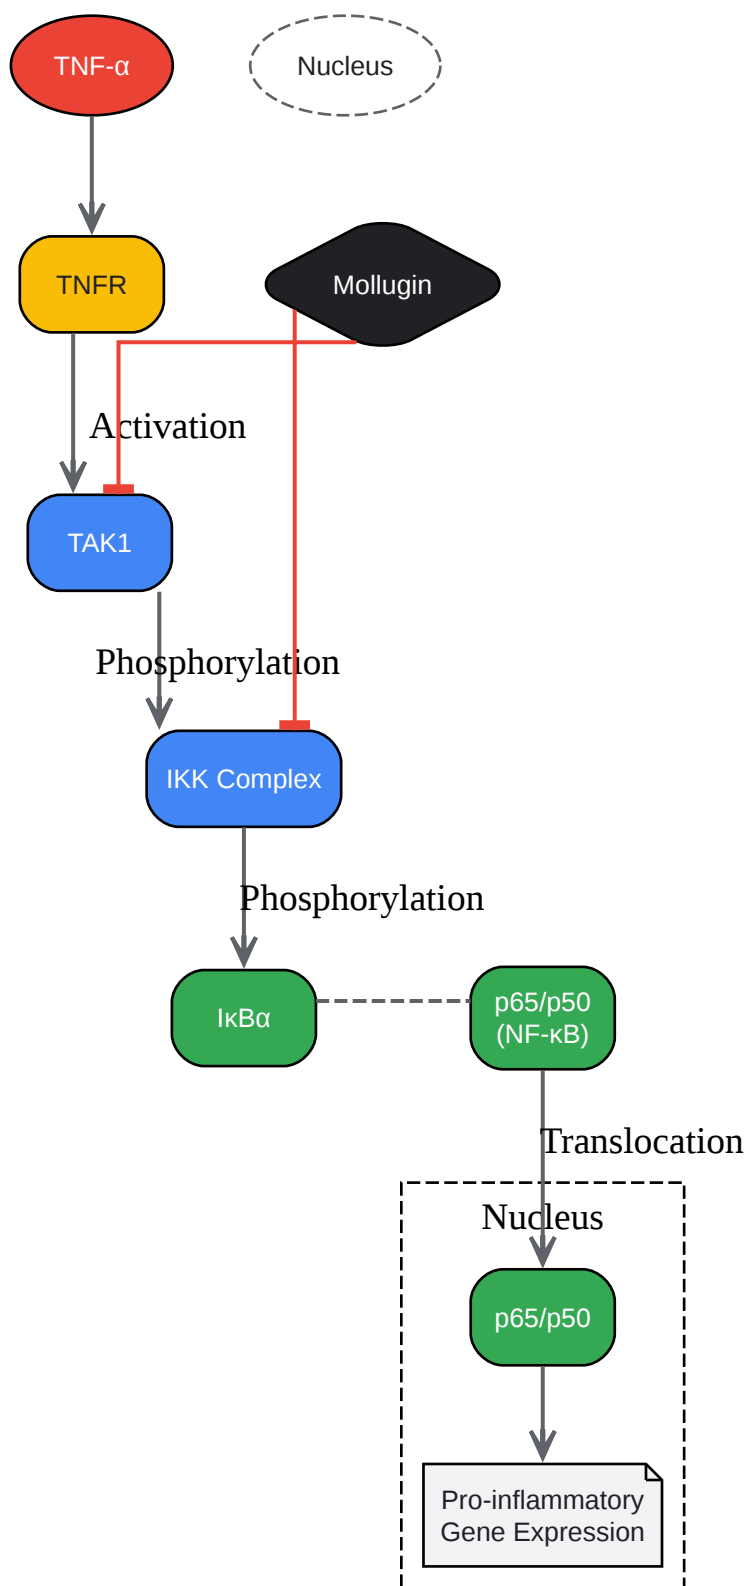 TNF-α
Nucleus
TNFR
Mollugin
Activation
TAK1
Phosphorylation
IKK Complex
Phosphorylation
IκBα
p65/p50
(NF-κB)
Translocation
Nucleus
p65/p50
Pro-inflammatory
Gene Expression